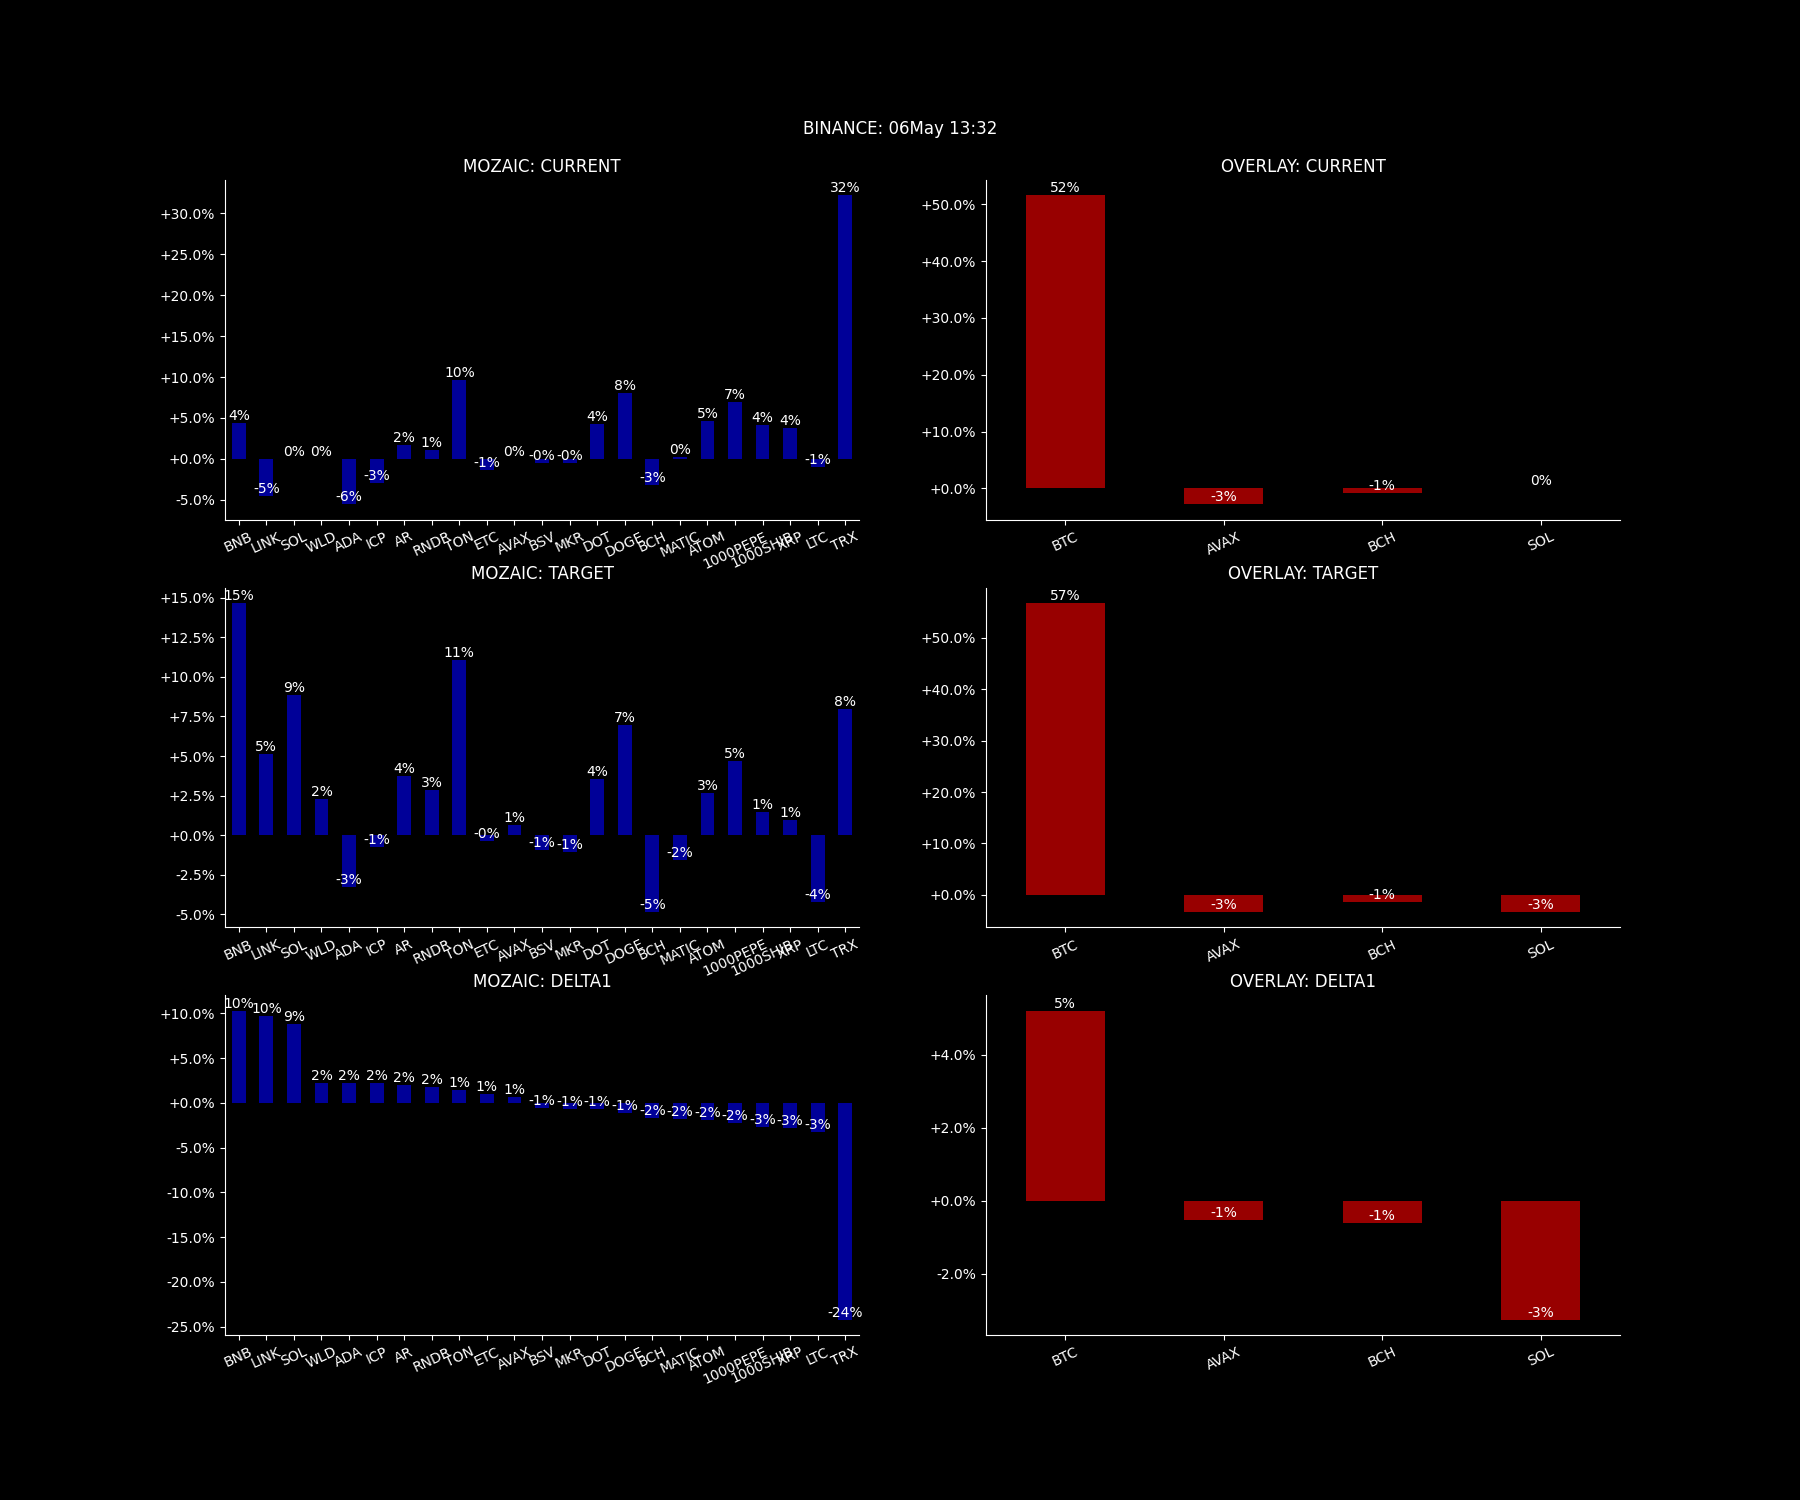 BINANCE: 06May 13:32
MOZAIC: CURRENT
+30.0%
+25.0%
+20.0%
+15.0%
+10.0%
+5.0%
+0.0%
-5.0%
4% -5% 0% 0% -6% -3% 2% 1% 10% -1% 0% -0% -0% 4% 8% -3% 0% 5% 7% 4% 4% -1% 32%
BNB LINK SOL WLD ADA ICP AR RNDR TON ETC AVAX BSV MKR DOT DOGE BCH MATIC ATOM 1000PEPE 1000SHIB XRP LTC TRX
OVERLAY: CURRENT
+50.0%
+40.0%
+30.0%
+20.0%
+10.0%
+0.0%
52% -3% -1% 0%
BTC AVAX BCH SOL
MOZAIC: TARGET
+15.0%
+12.5%
+10.0%
+7.5%
+5.0%
+2.5%
+0.0%
-2.5%
-5.0%
15% 5% 9% 2% -3% -1% 4% 3% 11% -0% 1% -1% -1% 4% 7% -5% -2% 3% 5% 1% 1% -4% 8%
BNB LINK SOL WLD ADA ICP AR RNDR TON ETC AVAX BSV MKR DOT DOGE BCH MATIC ATOM 1000PEPE 1000SHIB XRP LTC TRX
OVERLAY: TARGET
+50.0%
+40.0%
+30.0%
+20.0%
+10.0%
+0.0%
57% -3% -1% -3%
BTC AVAX BCH SOL
MOZAIC: DELTA1
+10.0%
+5.0%
+0.0%
-5.0%
-10.0%
-15.0%
-20.0%
-25.0%
10% 10% 9% 2% 2% 2% 2% 2% 1% 1% 1% -1% -1% -1% -1% -2% -2% -2% -2% -3% -3% -3% -24%
BNB LINK SOL WLD ADA ICP AR RNDR TON ETC AVAX BSV MKR DOT DOGE BCH MATIC ATOM 1000PEPE 1000SHIB XRP LTC TRX
OVERLAY: DELTA1
+4.0%
+2.0%
+0.0%
-2.0%
5% -1% -1% -3%
BTC AVAX BCH SOL